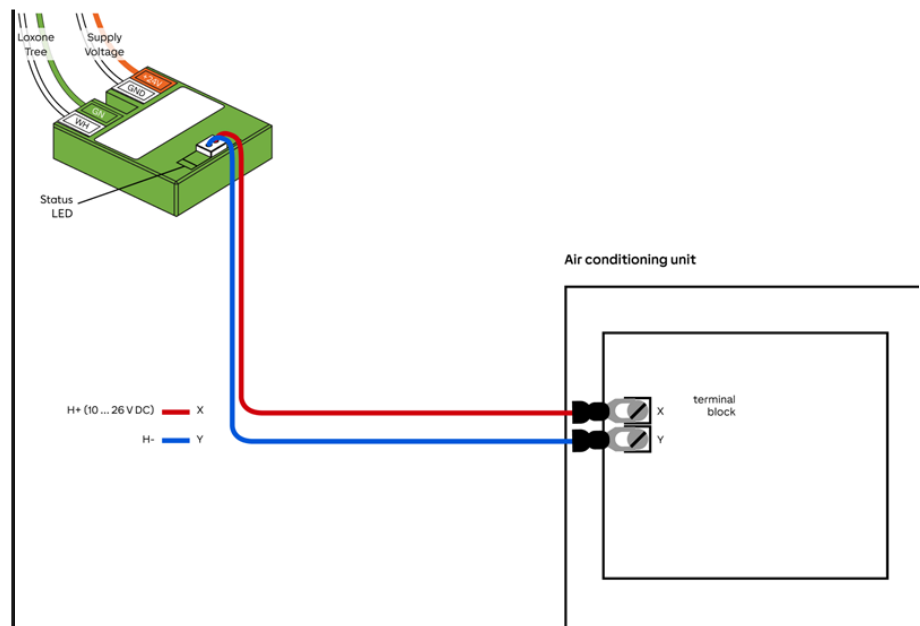 Loxone
Tree
Supply
Voltage
+24V
GND
GN
WH
Status
LED
Air conditioning unit
H+ (10 ... 26 V DC)
X
H-
Y
X
terminal
block
Y